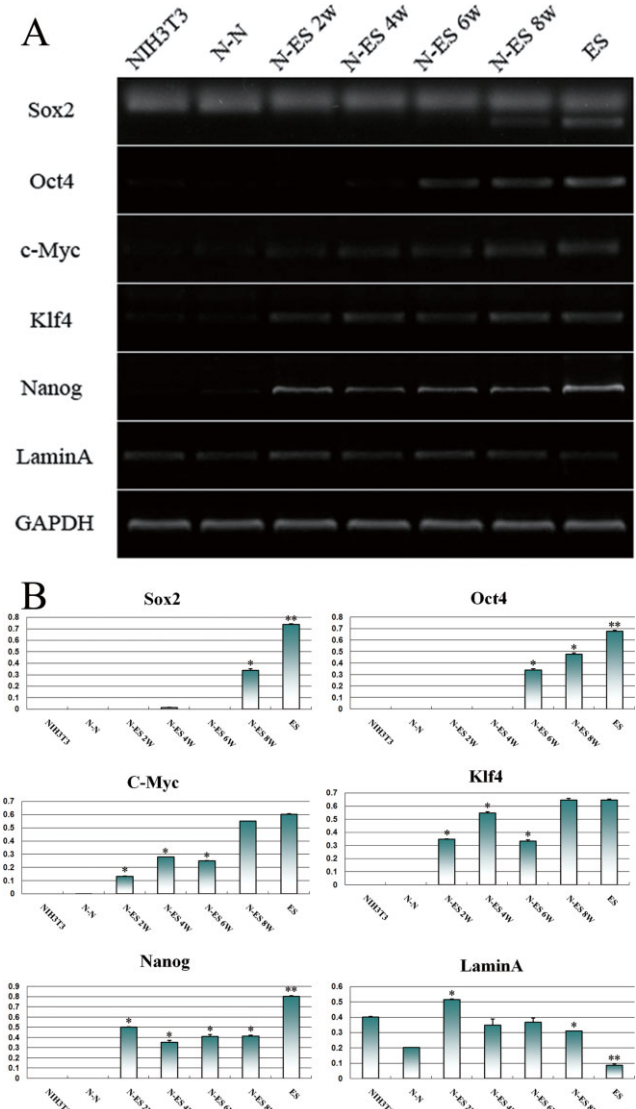 A
NIH3T3 N-N N-ES 2w N-ES 4w N-ES 6w N-ES 8w ES
Sox2
Oct4
c-Myc
Klf4
Nanog
LaminA
GAPDH
B
Sox2
0.8
0.7
0.6
0.5
0.4
0.3
0.2
0.1
0
* **
NIH3T3 N-N N-ES 2W N-ES 4W N-ES 6W N-ES 8W ES
Oct4
0.8
0.7
0.6
0.5
0.4
0.3
0.2
0.1
0
* * **
NIH3T3 N-N N-ES 2W N-ES 4W N-ES 6W N-ES 8W ES
C-Myc
0.7
0.6
0.5
0.4
0.3
0.2
0.1
0
* * *
NIH3T3 N-N N-ES 2W N-ES 4W N-ES 6W N-ES 8W ES
Klf4
0.7
0.6
0.5
0.4
0.3
0.2
0.1
0
* * *
NIH3T3 N-N N-ES 2W N-ES 4W N-ES 6W N-ES 8W ES
Nanog
0.9
0.8
0.7
0.6
0.5
0.4
0.3
0.2
0.1
0
* * * * **
N-N ES
LaminA
0.6
0.5
0.4
0.3
0.2
0.1
0
* * **
N-N ES